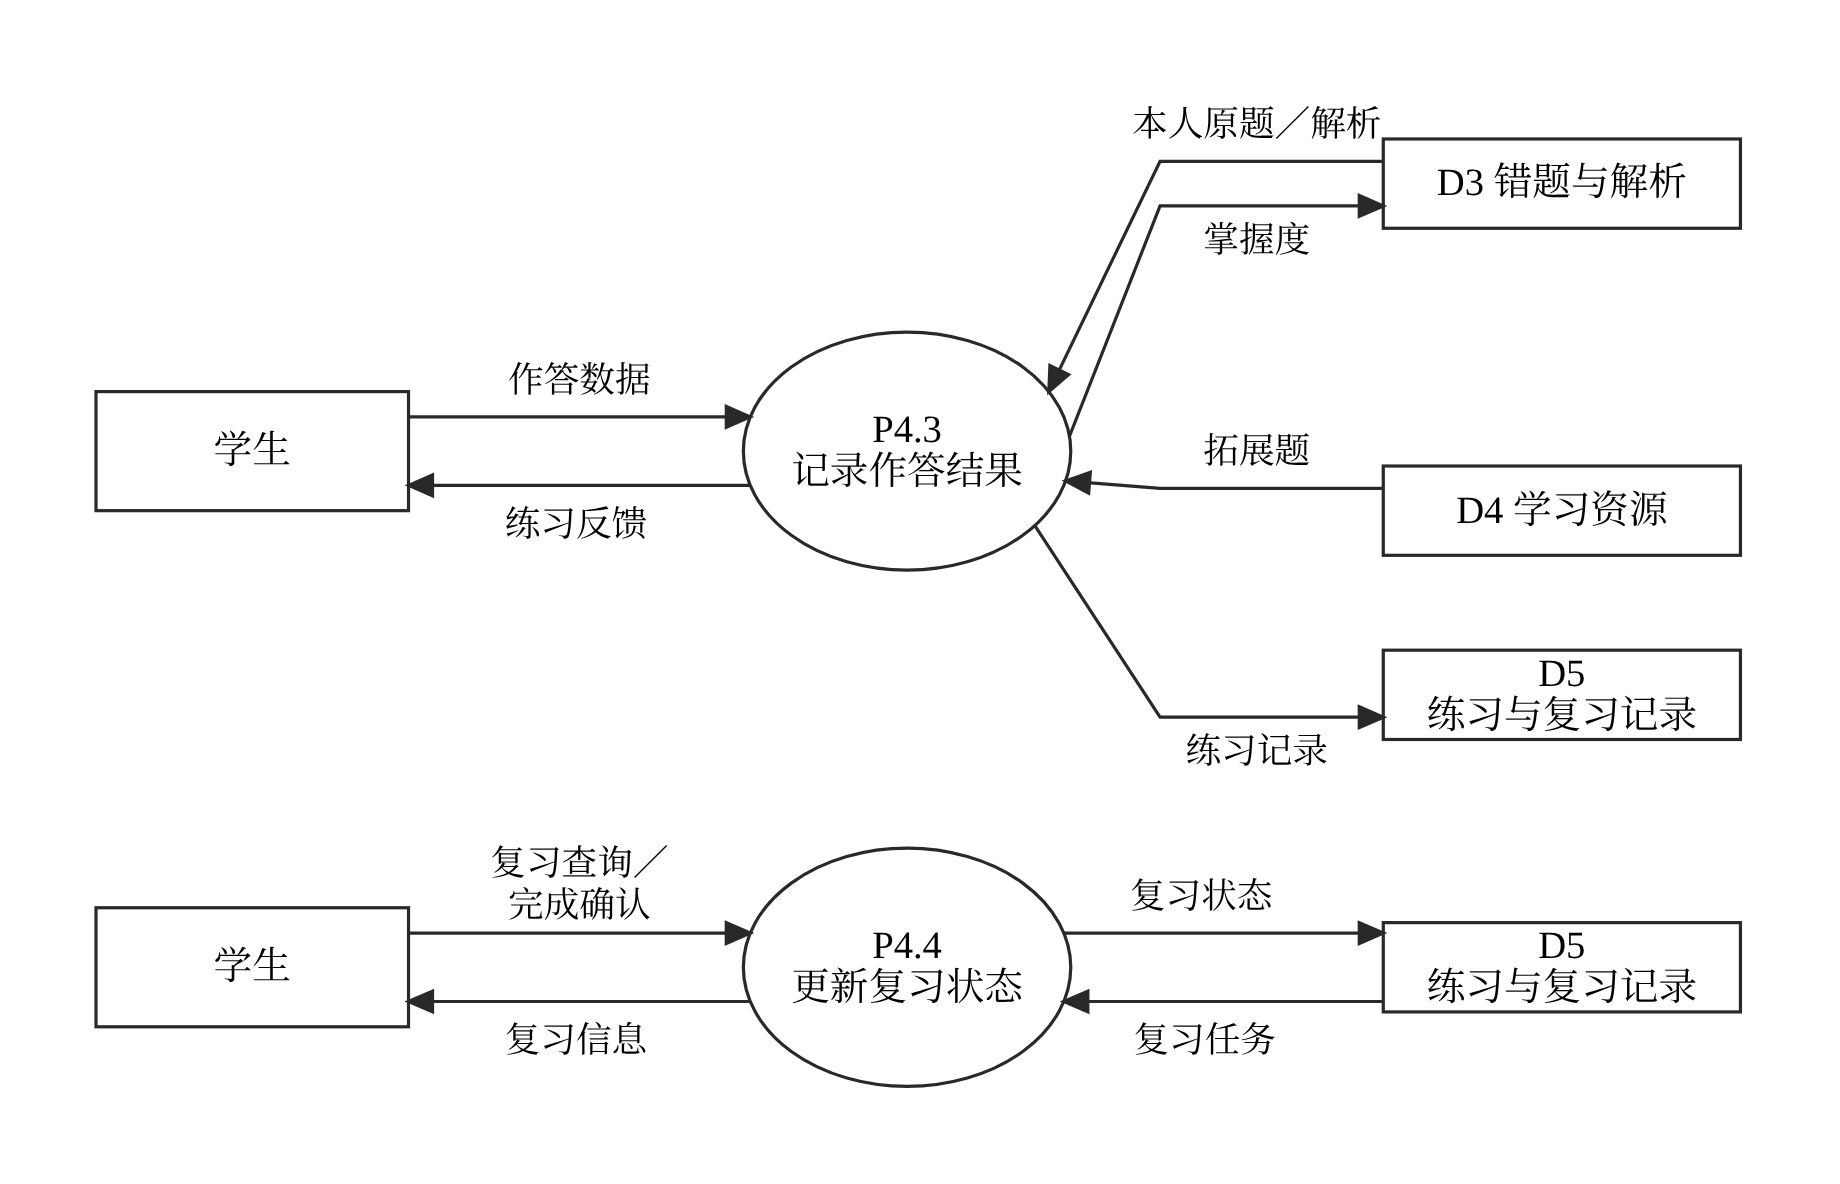 本人原题／解析
D3 错题与解析
掌握度
作答数据
学生
P4.3
记录作答结果
练习反馈
拓展题
D4 学习资源
D5
练习与复习记录
练习记录
复习查询／
完成确认
学生
P4.4
更新复习状态
复习信息
复习状态
D5
练习与复习记录
复习任务